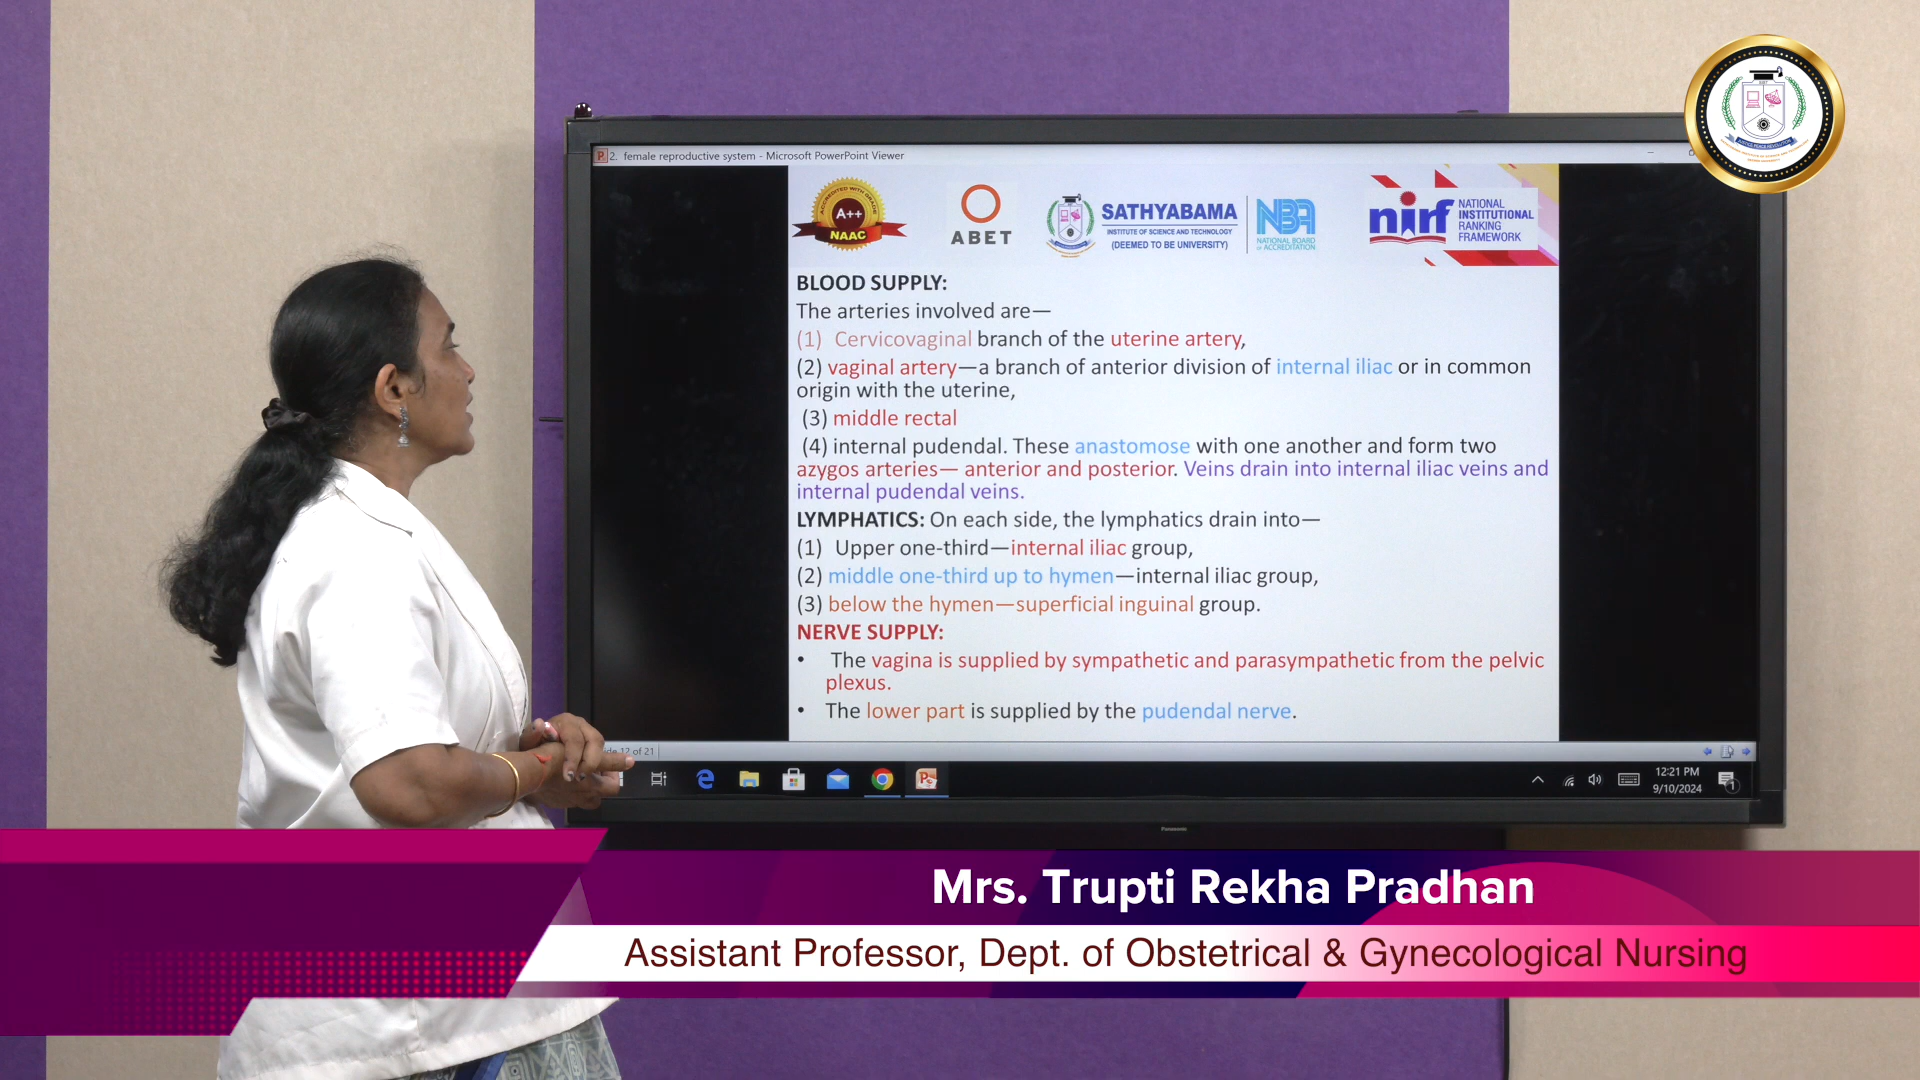 2. female reproductive system - Microsoft PowerPoint Viewer
ACCREDITED WITH GRADE
A++
NAAC
ABET
SATHYABAMA
INSTITUTE OF SCIENCE AND TECHNOLOGY
(DEEMED TO BE UNIVERSITY)
NBA
NATIONAL BOARD
of ACCREDITATION
nirf
NATIONAL
INSTITUTIONAL
RANKING
FRAMEWORK
BLOOD SUPPLY:
The arteries involved are—
(1) Cervicovaginal branch of the uterine artery,
(2) vaginal artery—a branch of anterior division of internal iliac or in common
origin with the uterine,
(3) middle rectal
(4) internal pudendal. These anastomose with one another and form two
azygos arteries— anterior and posterior. Veins drain into internal iliac veins and
internal pudendal veins.
LYMPHATICS: On each side, the lymphatics drain into—
(1) Upper one-third—internal iliac group,
(2) middle one-third up to hymen—internal iliac group,
(3) below the hymen—superficial inguinal group.
NERVE SUPPLY:
• The vagina is supplied by sympathetic and parasympathetic from the pelvic
plexus.
• The lower part is supplied by the pudendal nerve.
12 of 21
12:21 PM
9/10/2024
Panasonic
Mrs. Trupti Rekha Pradhan
Assistant Professor, Dept. of Obstetrical & Gynecological Nursing